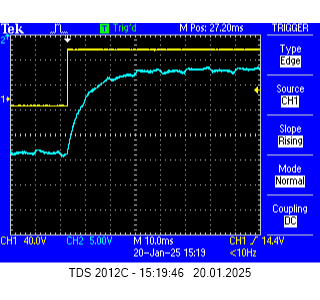 Tek Trig'd M Pos: 27.20ms TRIGGER
Type
Edge
Source
CH1
Slope
Rising
Mode
Normal
Coupling
DC
2
1
CH1 40.0V CH2 5.00V M 10.0ms CH1 / 14.4V
20-Jan-25 15:19 <10Hz
TDS 2012C - 15:19:46 20.01.2025